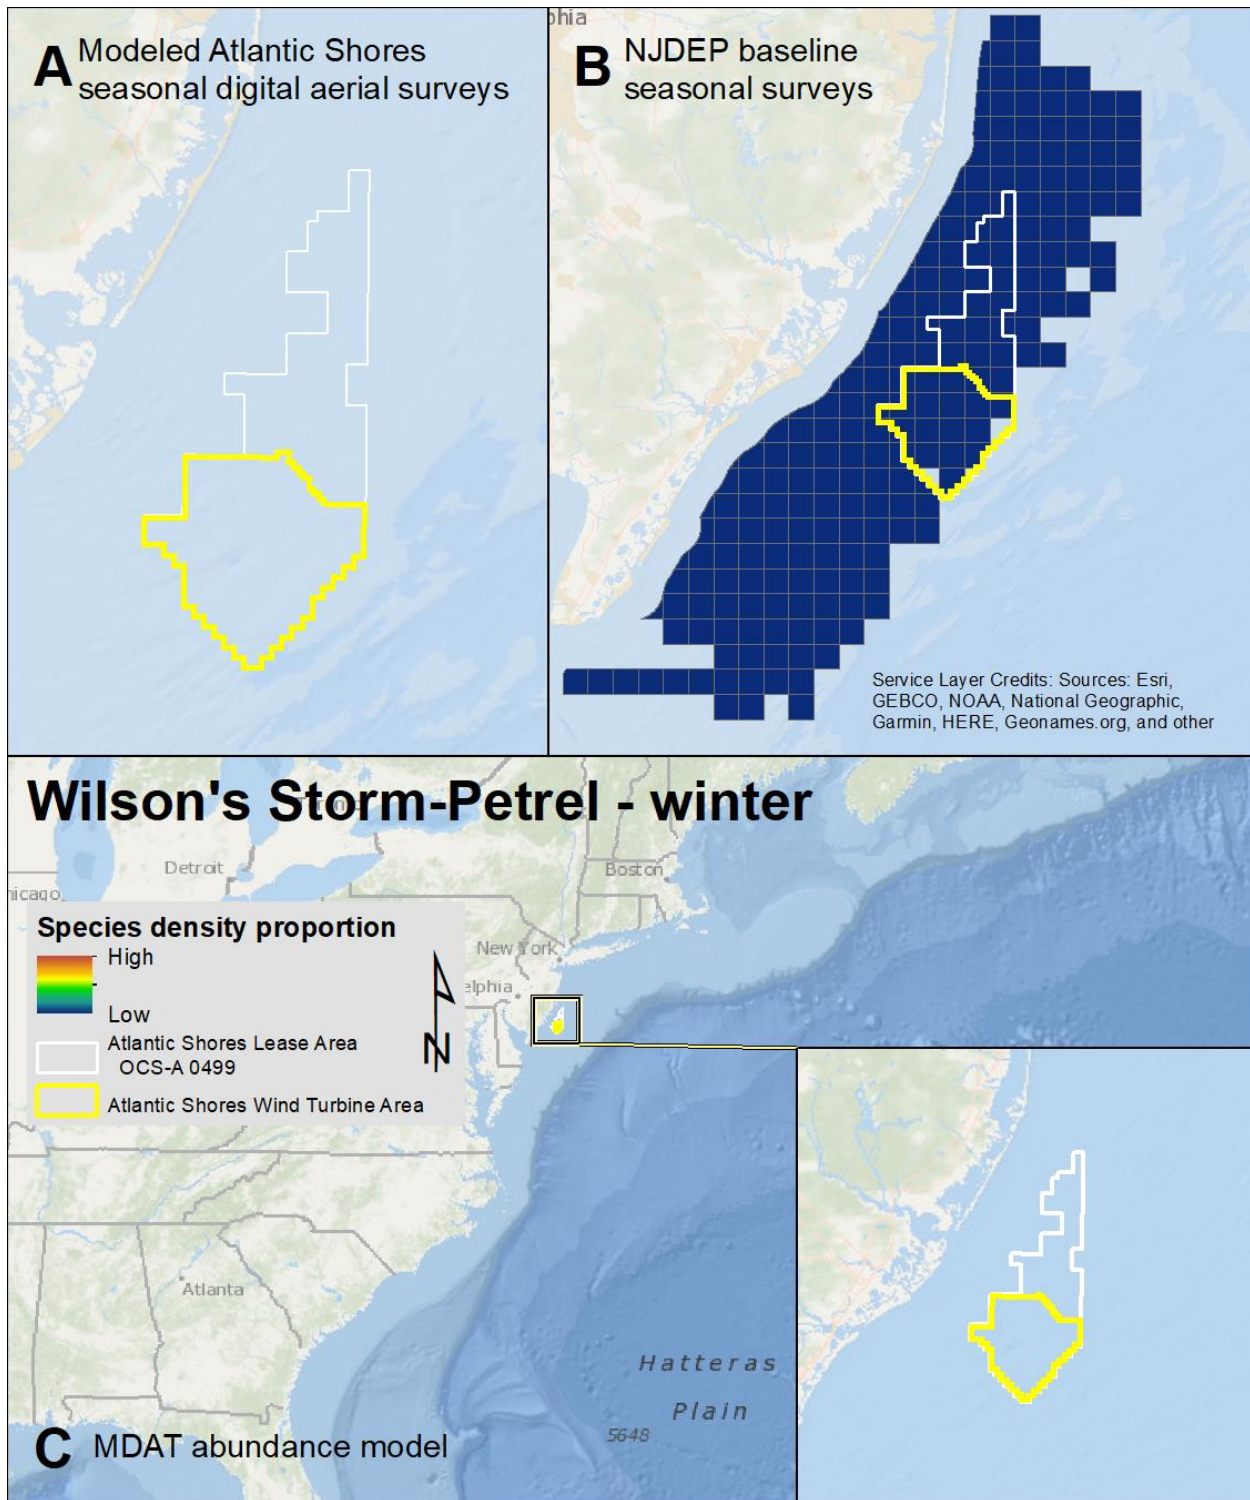 phia
A Modeled Atlantic Shores
seasonal digital aerial surveys
B NJDEP baseline
seasonal surveys
Service Layer Credits: Sources: Esri,
GEBCO, NOAA, National Geographic,
Garmin, HERE, Geonames.org, and other
Wilson's Storm-Petrel - winter
Detroit
Boston
hicago
Species density proportion
High
Low
Atlantic Shores Lease Area
OCS-A 0499
Atlantic Shores Wind Turbine Area
N
New York
elphia
Atlanta
Hatteras
Plain
5648
C MDAT abundance model